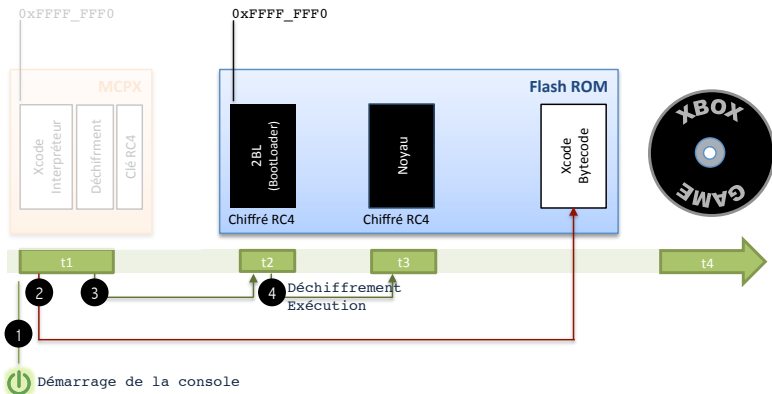 0xFFFF_FFF0
0xFFFF_FFF0
MCPX
Xcode
Interpréteur
Déchifrment
Clé RC4
Flash ROM
2BL
(BootLoader)
Chiffré RC4
Noyau
Chiffré RC4
Xcode
Bytecode
XBOX
GAME
t1
t2
t3
t4
2
3
4
Déchiffrement
Exécution
1
Démarrage de la console